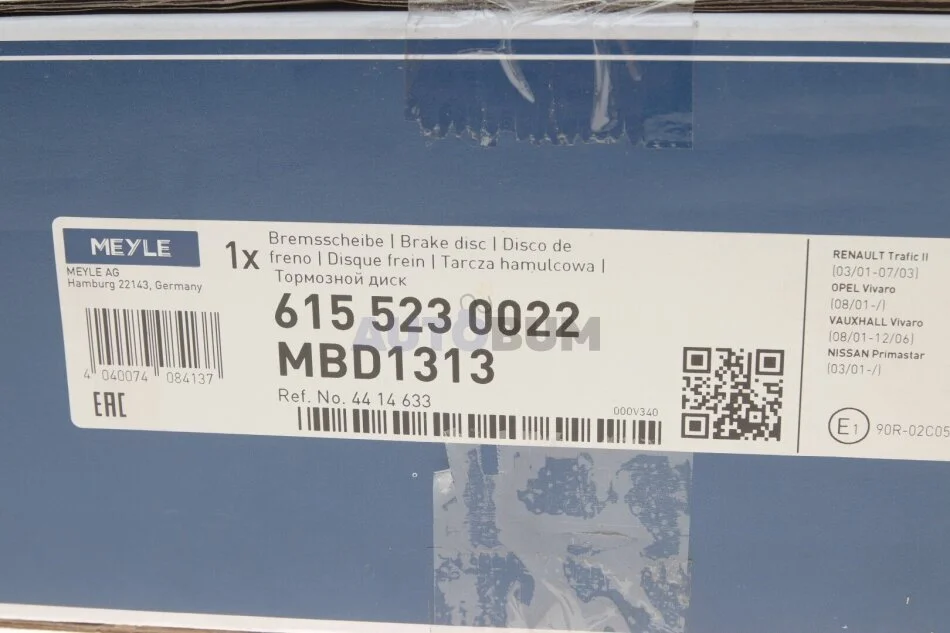 MEYLE
MEYLE AG
Hamburg 22143, Germany
4 040074 084137
EAC
1x
Bremsscheibe | Brake disc | Disco de
freno | Disque frein | Tarcza hamulcowa |
Тормозной диск
615 523 0022
AUTOBUM
MBD1313
Ref. No. 44 14 633
000V340
RENAULT Trafic II
(03/01-07/03)
OPEL Vivaro
(08/01-/)
VAUXHALL Vivaro
(08/01-12/06)
NISSAN Primastar
(03/01-/)
E1 90R-02C05